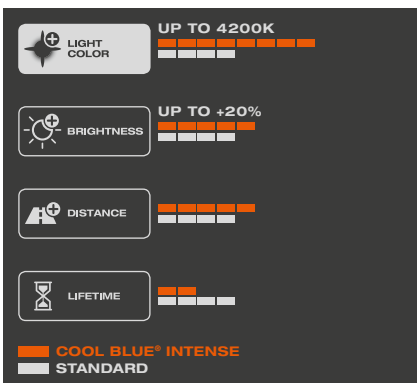 UP TO 4200K
LIGHT
COLOR
UP TO +20%
BRIGHTNESS
DISTANCE
LIFETIME
COOL BLUE® INTENSE
STANDARD